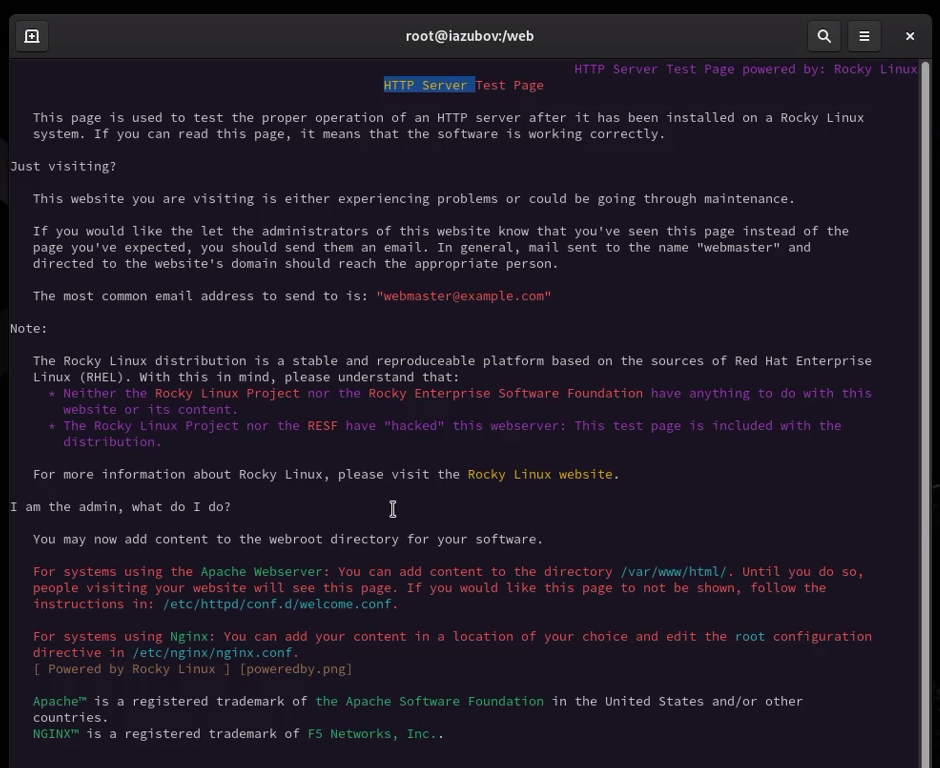 root@iazubov:/web
HTTP Server Test Page powered by: Rocky Linux
HTTP Server Test Page
This page is used to test the proper operation of an HTTP server after it has been installed on a Rocky Linux
system. If you can read this page, it means that the software is working correctly.
Just visiting?
This website you are visiting is either experiencing problems or could be going through maintenance.
If you would like the let the administrators of this website know that you've seen this page instead of the
page you've expected, you should send them an email. In general, mail sent to the name "webmaster" and
directed to the website's domain should reach the appropriate person.
The most common email address to send to is: "webmaster@example.com"
Note:
The Rocky Linux distribution is a stable and reproduceable platform based on the sources of Red Hat Enterprise
Linux (RHEL). With this in mind, please understand that:
* Neither the Rocky Linux Project nor the Rocky Enterprise Software Foundation have anything to do with this
website or its content.
* The Rocky Linux Project nor the RESF have "hacked" this webserver: This test page is included with the
distribution.
For more information about Rocky Linux, please visit the Rocky Linux website.
I am the admin, what do I do?
You may now add content to the webroot directory for your software.
For systems using the Apache Webserver: You can add content to the directory /var/www/html/. Until you do so,
people visiting your website will see this page. If you would like this page to not be shown, follow the
instructions in: /etc/httpd/conf.d/welcome.conf.
For systems using Nginx: You can add your content in a location of your choice and edit the root configuration
directive in /etc/nginx/nginx.conf.
[ Powered by Rocky Linux ] [poweredby.png]
Apache™ is a registered trademark of the Apache Software Foundation in the United States and/or other
countries.
NGINX™ is a registered trademark of F5 Networks, Inc..